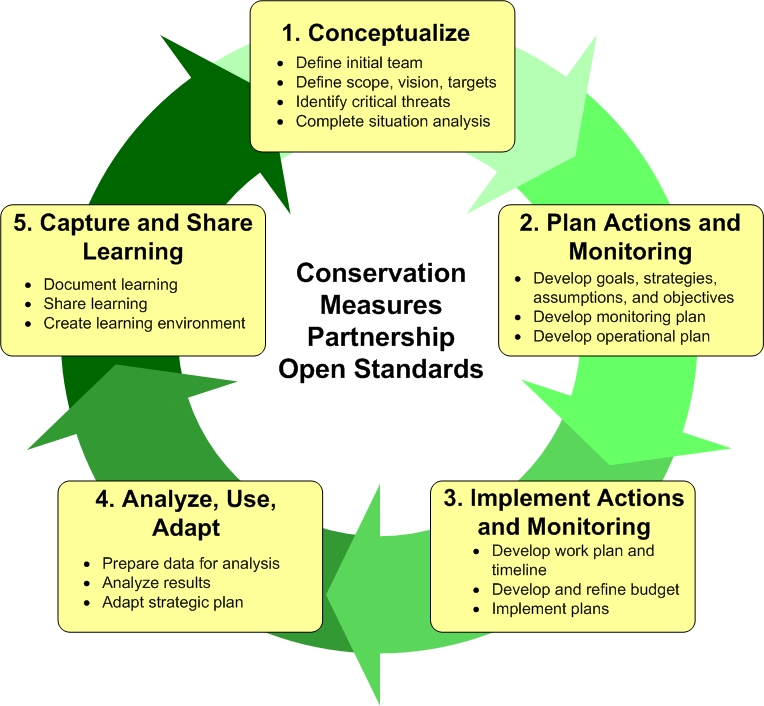 1. Conceptualize
• Define initial team
• Define scope, vision, targets
• Identify critical threats
• Complete situation analysis
2. Plan Actions and
Monitoring
• Develop goals, strategies,
assumptions, and objectives
• Develop monitoring plan
• Develop operational plan
3. Implement Actions
and Monitoring
• Develop work plan and
timeline
• Develop and refine budget
• Implement plans
4. Analyze, Use,
Adapt
• Prepare data for analysis
• Analyze results
• Adapt strategic plan
5. Capture and Share
Learning
• Document learning
• Share learning
• Create learning environment
Conservation
Measures
Partnership
Open Standards